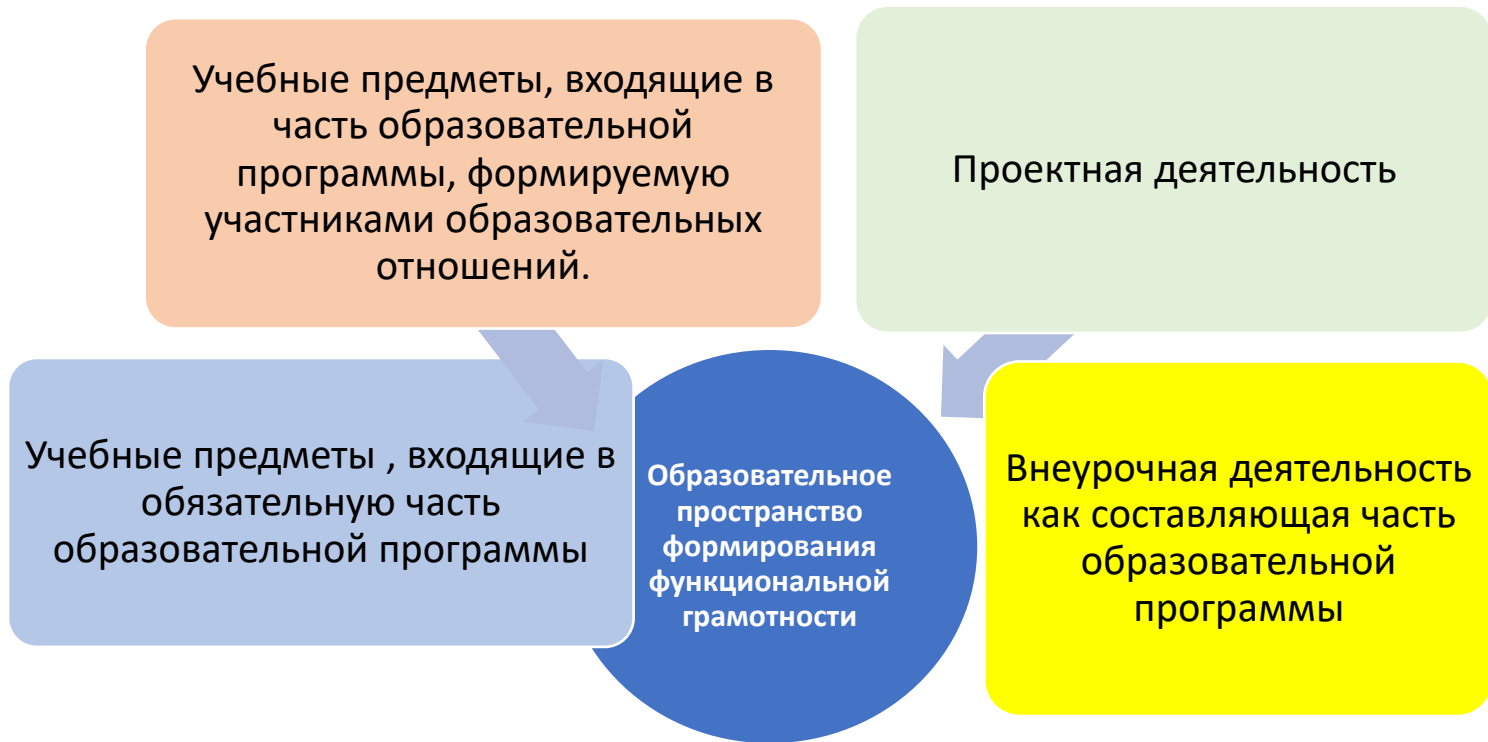 Учебные предметы, входящие в
часть образовательной
программы, формируемую
участниками образовательных
отношений.
Проектная деятельность
Учебные предметы , входящие в
обязательную часть
образовательной программы
Образовательное
пространство
формирования
функциональной
грамотности
Внеурочная деятельность
как составляющая часть
образовательной
программы